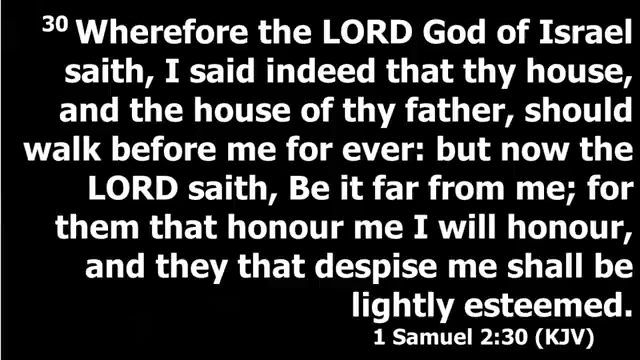 30 Wherefore the LORD God of Israel
saith, I said indeed that thy house,
and the house of thy father, should
walk before me for ever: but now the
LORD saith, Be it far from me; for
them that honour me I will honour,
and they that despise me shall be
lightly esteemed.
1 Samuel 2:30 (KJV)